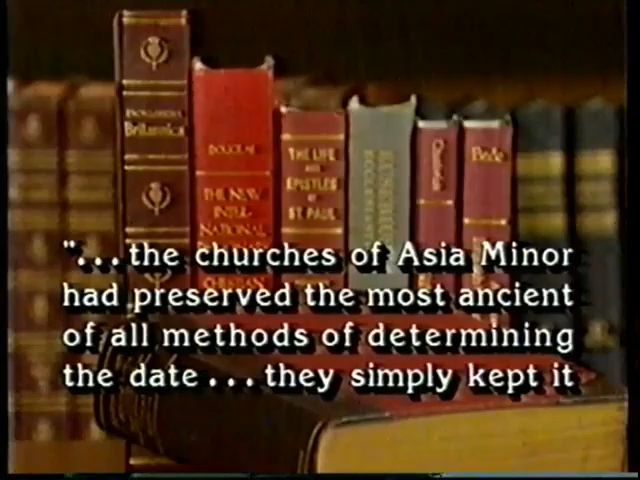 ENCYCLOPAEDIA
Britannica
DOUGLAS
THE NEW
INTER-
NATIONAL
THE LIFE
AND
EPISTLES
OF
ST. PAUL
Bede
"...the churches of Asia Minor
had preserved the most ancient
of all methods of determining
the date...they simply kept it